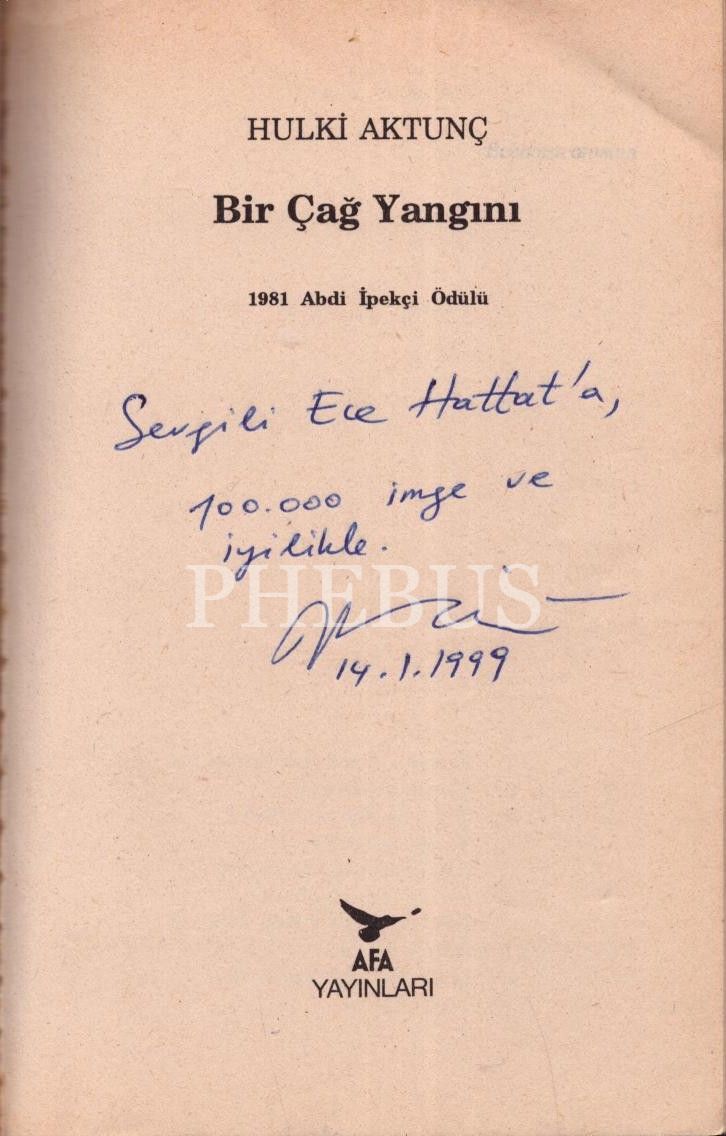 HULKİ AKTUNÇ
Bir Çağ Yangını
1981 Abdi İpekçi Ödülü
Sevgili Ece Hattat'a,
100.000 imge ve
iyilikle.
PHEBUS
14.1.1999
AFA
YAYINLARI